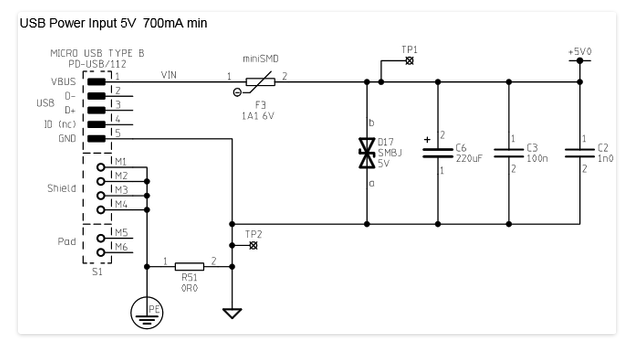 USB Power Input 5V  700mA min
MICRO USB TYPE B
PD-USB/112
VBUS 1 VIN
USB D- 2
D+ 3
ID (nc) 4
GND 5
miniSMD
1 2
F3
1A1 6V
TP1
+5V0
b
D17
SMBJ
5V
a
+ 2
C6
220uF
1
1
C3
100n
2
1
C2
1n0
2
Shield
M1
M2
M3
M4
Pad
M5
M6
S1
TP2
1 2
RS1
0R0
PE